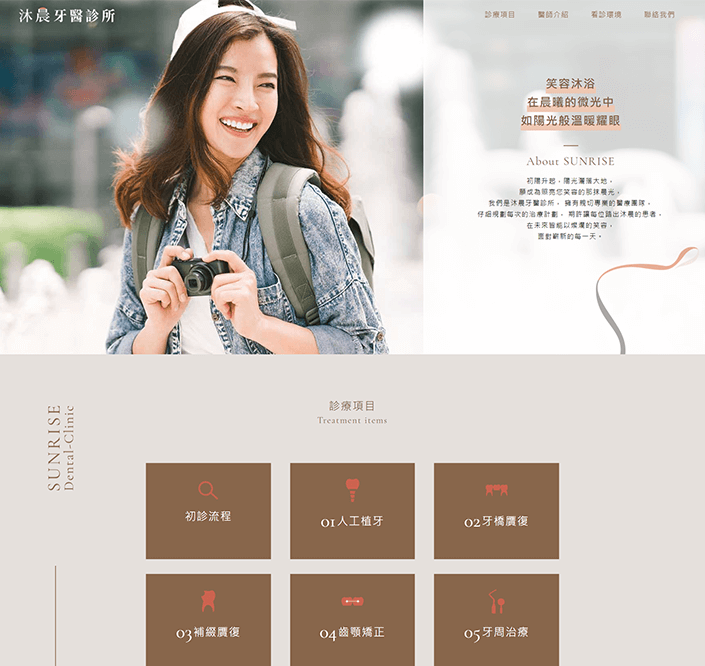 沐晨牙醫診所
診療項目
醫師介紹
看診環境
聯絡我們
笑容沐浴
在晨曦的微光中
如陽光般溫暖耀眼
About SUNRISE
初陽升起，陽光灑落大地，
願成為照亮您笑容的那抹晨光，
我們是沐晨牙醫診所，擁有親切專業的醫療團隊，
仔細規劃每次的治療計劃，期許讓每位踏出沐晨的患者，
在未來皆能以燦爛的笑容，
面對嶄新的每一天。
SUNRISE
Dental-Clinic
診療項目
Treatment items
初診流程
01人工植牙
02牙橋贋復
03補綴贋復
04齒顎矯正
05牙周治療